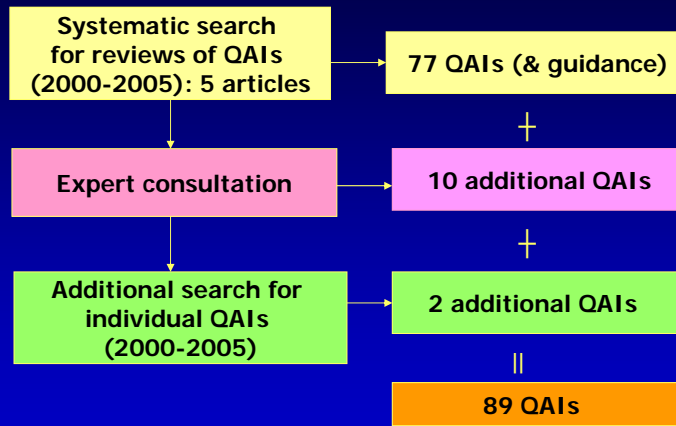 Systematic search
for reviews of QAIs
(2000-2005): 5 articles
77 QAIs (& guidance)
+
Expert consultation
10 additional QAIs
+
Additional search for
individual QAIs
(2000-2005)
2 additional QAIs
=
89 QAIs